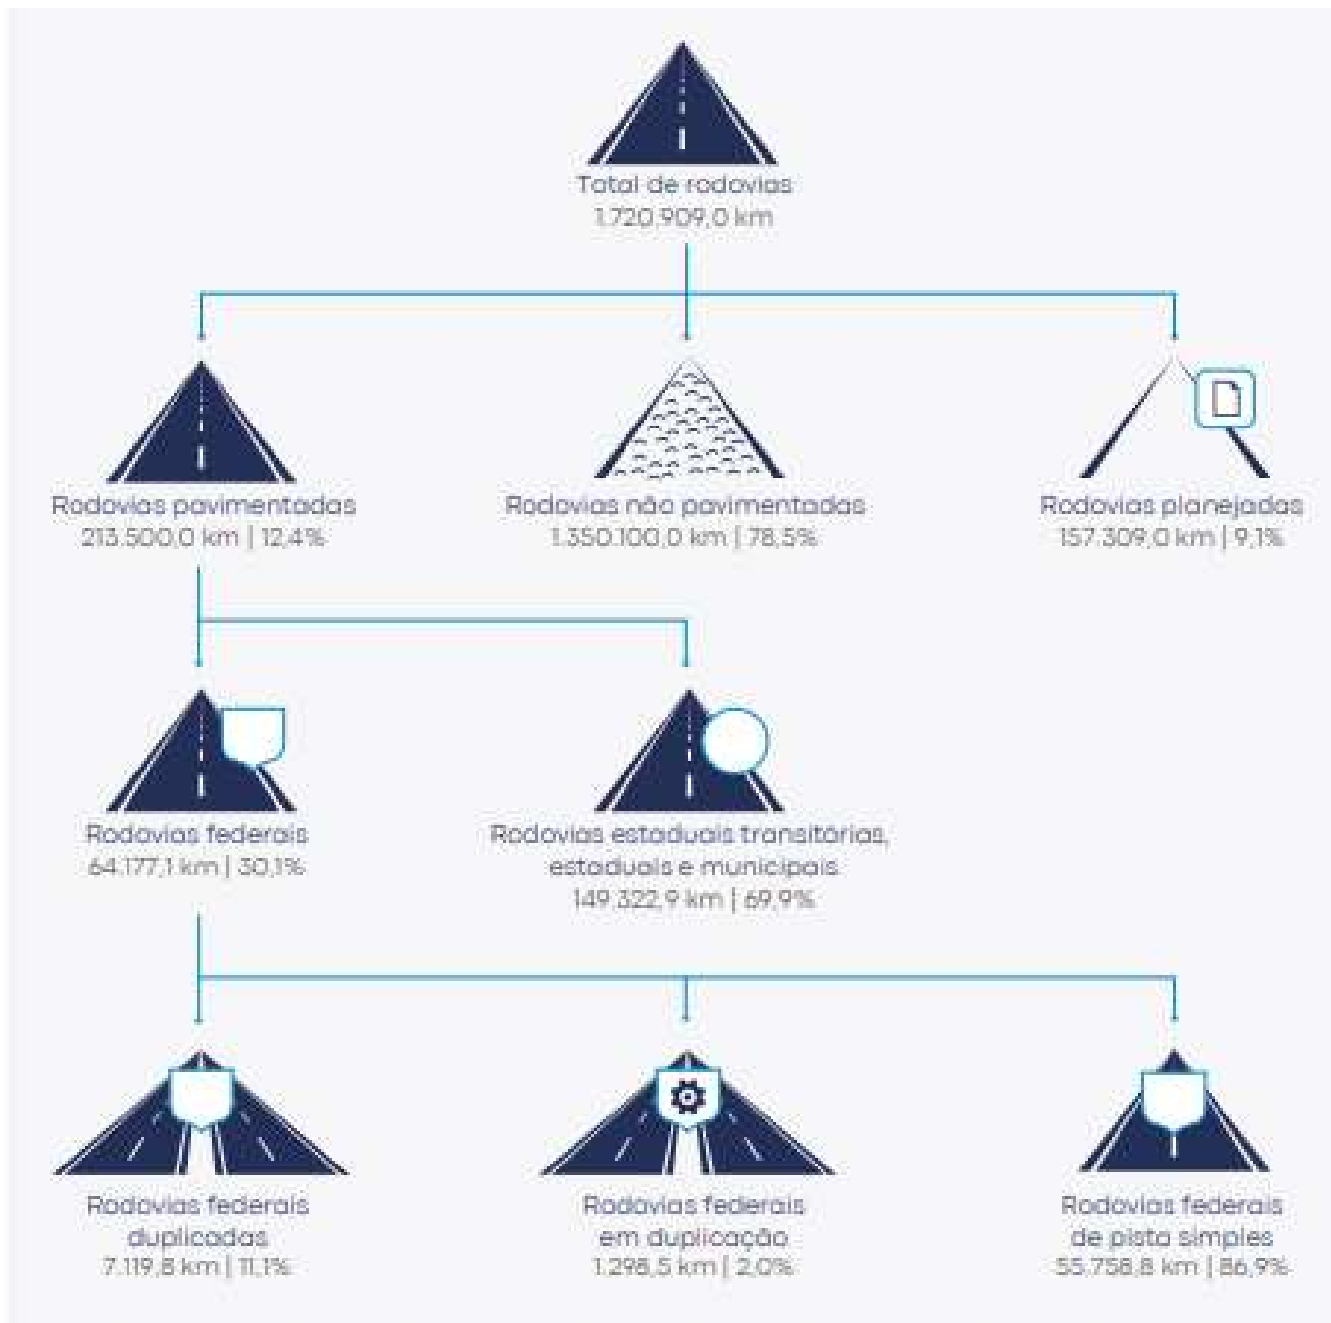 Total de rodovias
1.720.909,0 km
Rodovias pavimentadas
213.500,0 km | 12,4%
Rodovias não pavimentadas
1.350.100,0 km | 78,5%
Rodovias planejadas
157.309,0 km | 9,1%
Rodovias federais
64.177,1 km | 30,1%
Rodovias estaduais transitórias,
estaduais e municipais
149.322,9 km | 69,9%
Rodovias federais
duplicadas
7.119,8 km | 11,1%
Rodovias federais
em duplicação
1.298,5 km | 2,0%
Rodovias federais
de pista simples
55.758,8 km | 86,9%